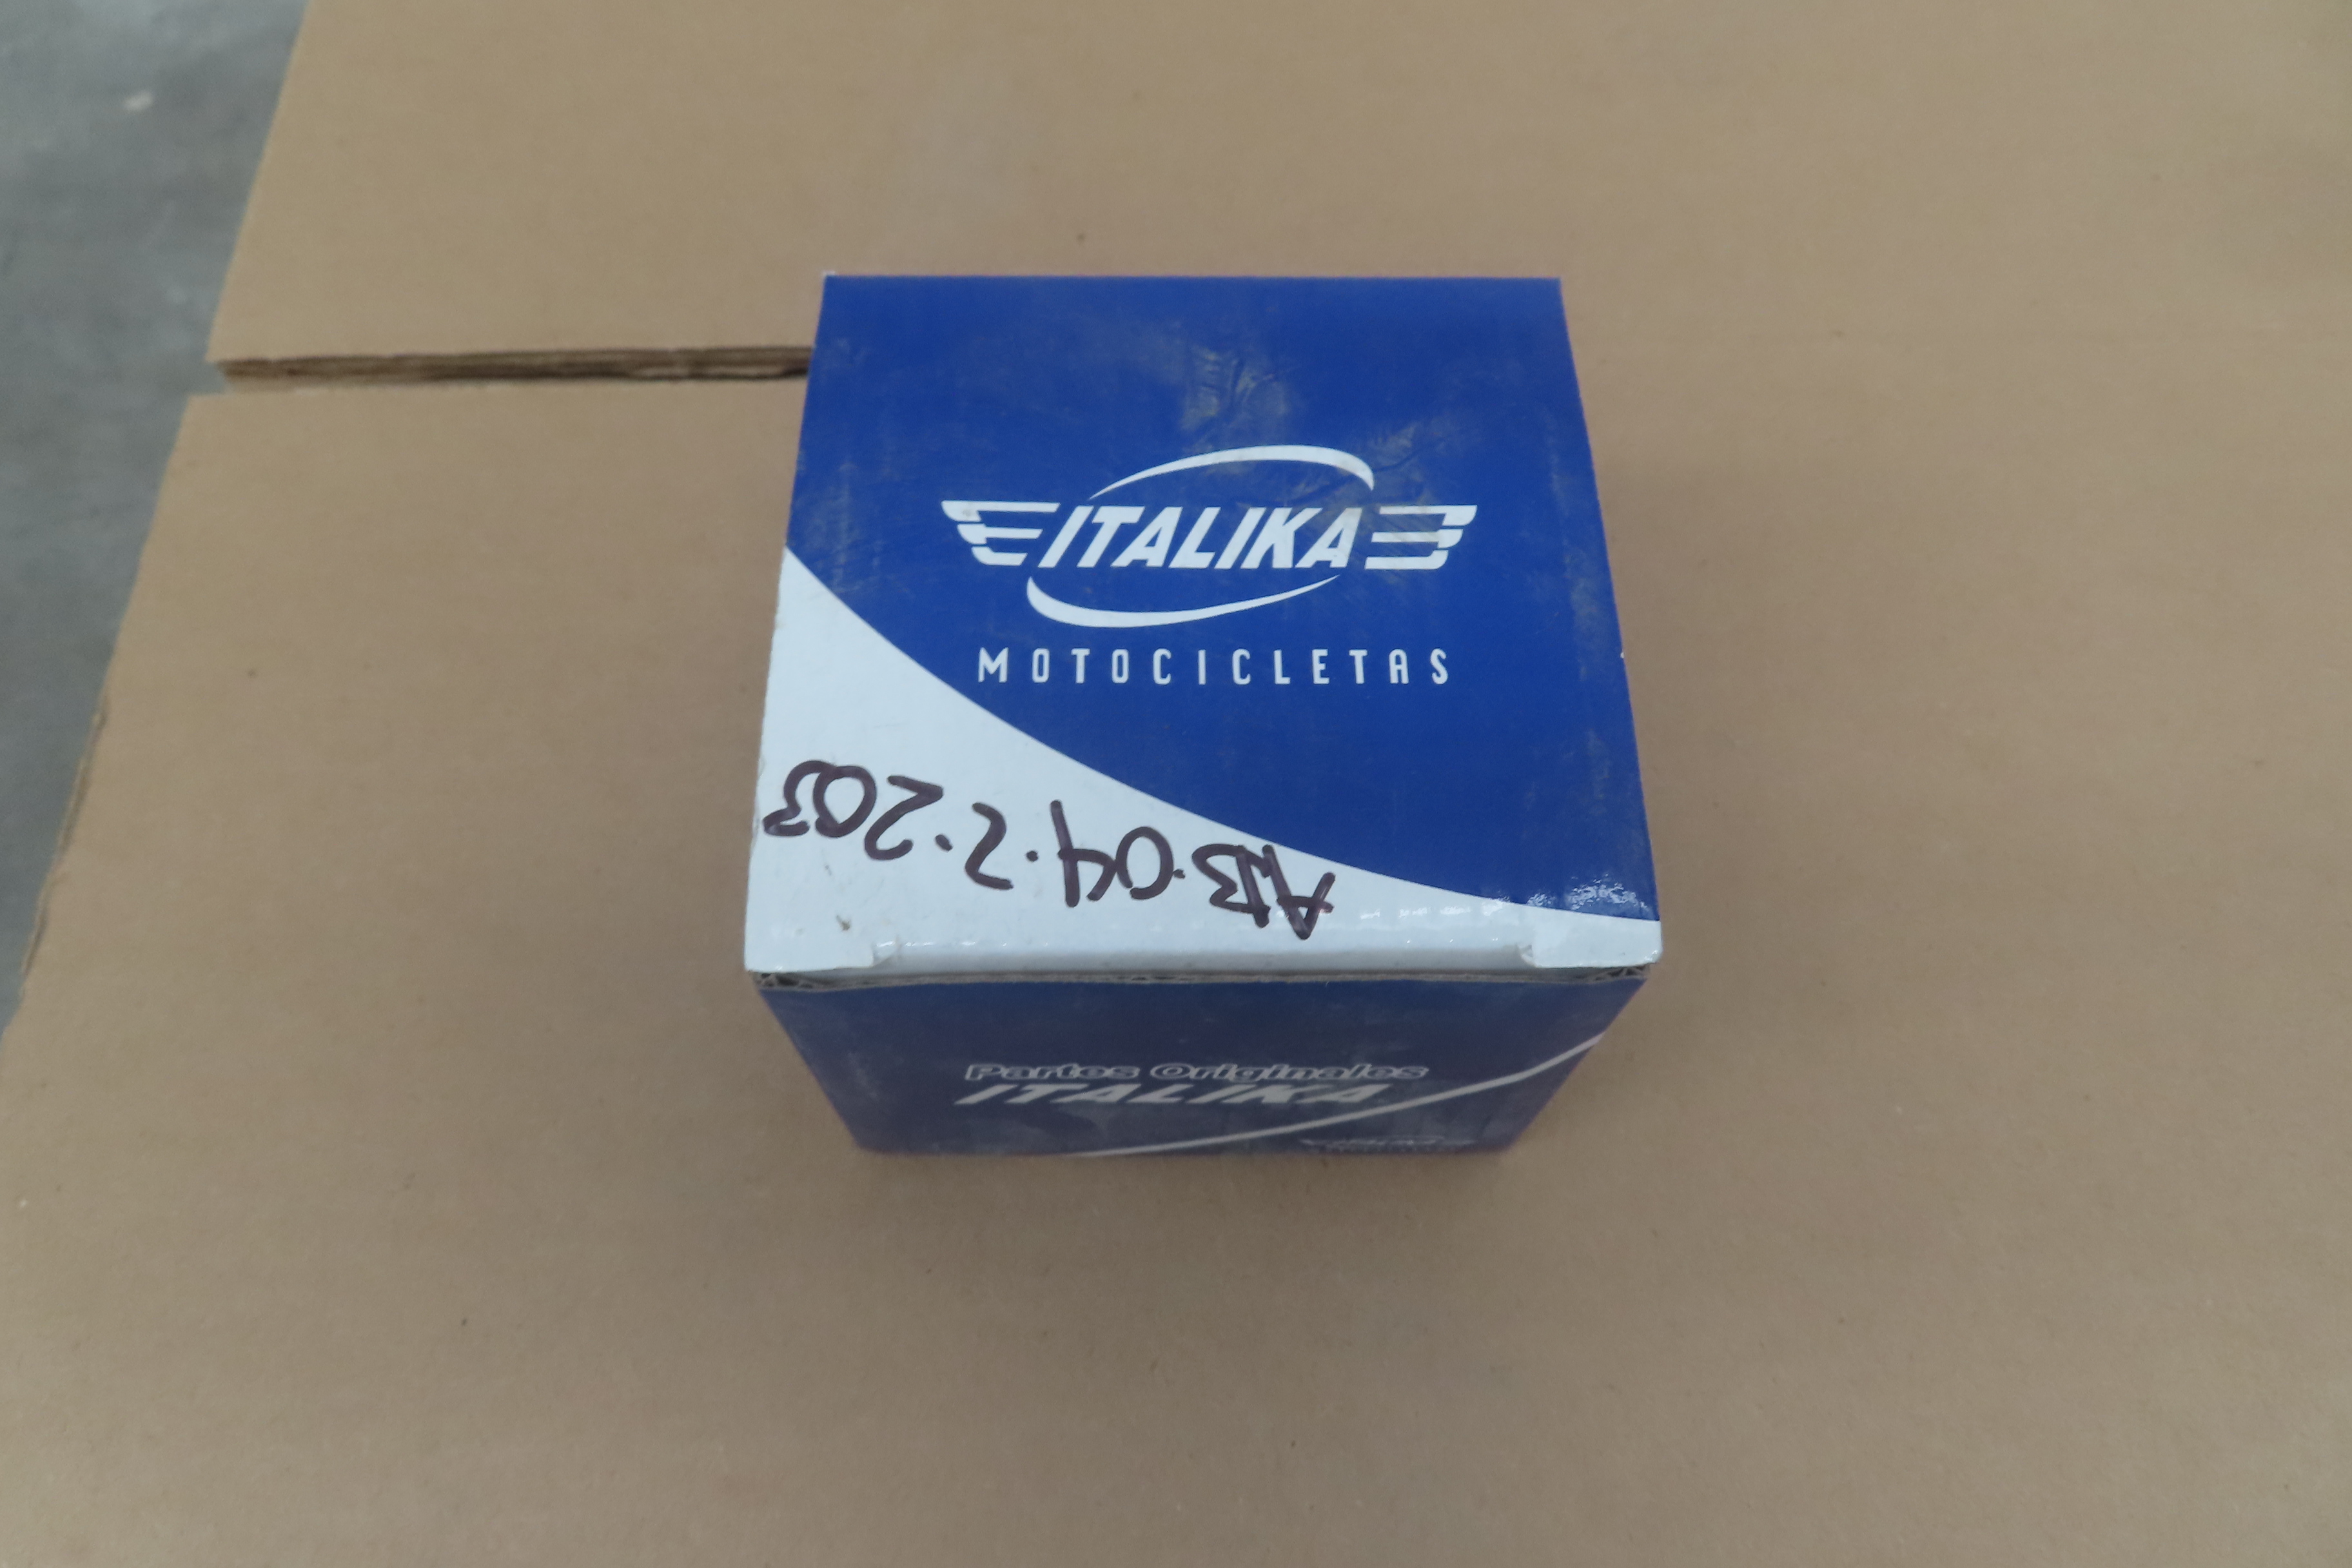 ITALIKA
MOTOCICLETAS
AB·04·2·203
Partes Originales
ITALIKA